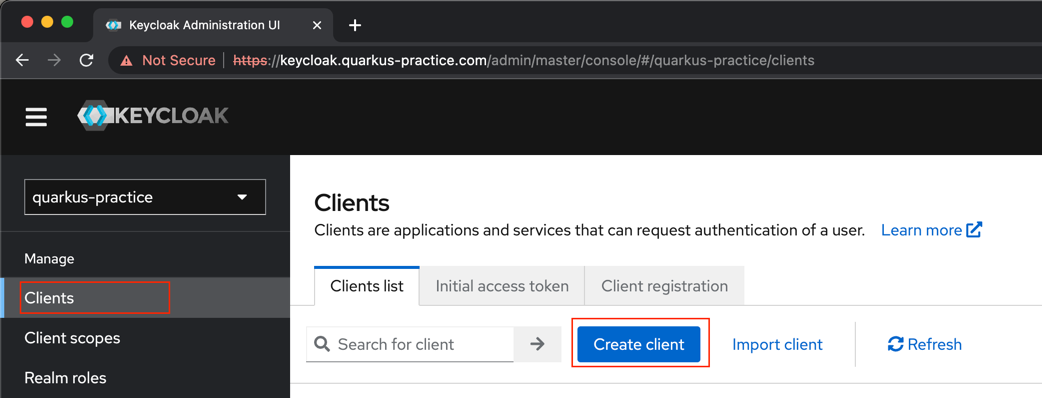 Keycloak Administration UI
Not Secure https://keycloak.quarkus-practice.com/admin/master/console/#/quarkus-practice/clients
KEYCLOAK
quarkus-practice
Manage
Clients
Client scopes
Realm roles
Clients
Clients are applications and services that can request authentication of a user. Learn more
Clients list Initial access token Client registration
Search for client Create client Import client Refresh